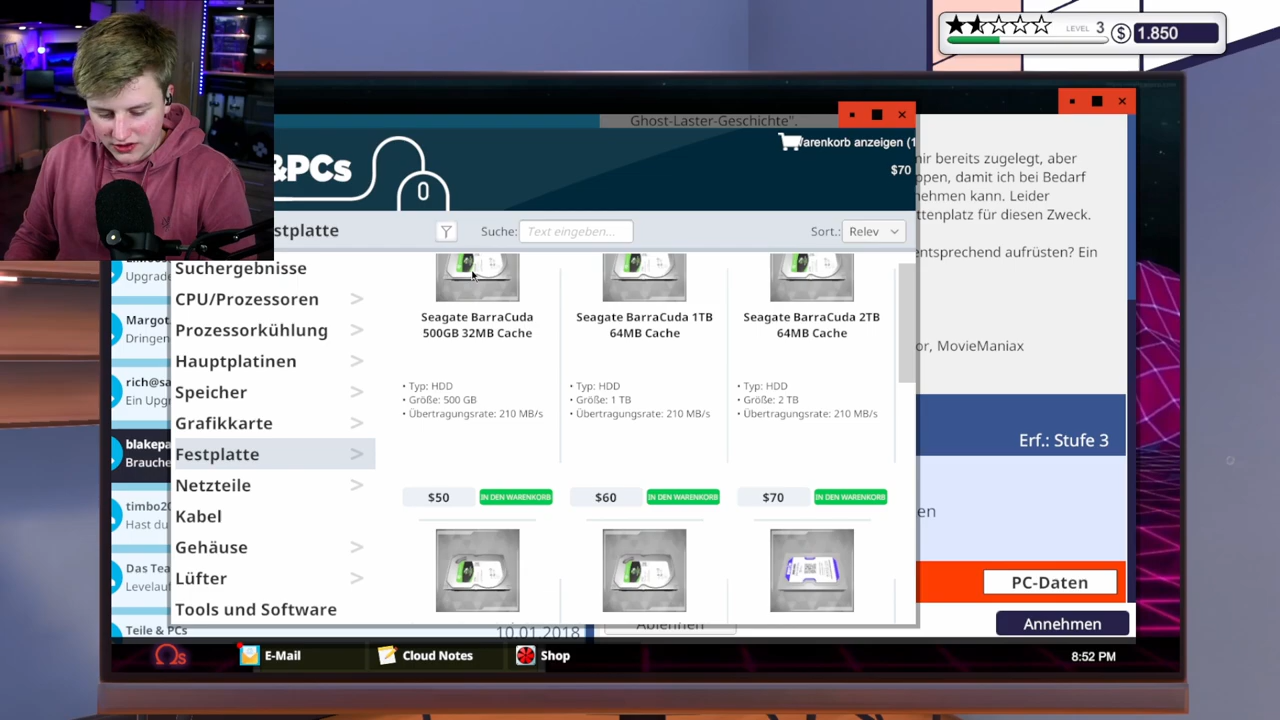 LEVEL 3
$ 1.850
Ghost-Laster-Geschichte".
arenkorb anzeigen (1
$70
&PCs
mir bereits zugelegt, aber
ppen, damit ich bei Bedarf
nehmen kann. Leider
ttenplatz für diesen Zweck.
entsprechend aufrüsten? Ein
or, MovieManiax
Erf.: Stufe 3
en
PC-Daten
Annehmen
stplatte
Suche:
Text eingeben...
Sort.:
Relev
Suchergebnisse
CPU/Prozessoren >
Prozessorkühlung >
Hauptplatinen >
Speicher >
Grafikkarte >
Festplatte >
Netzteile >
Kabel
Gehäuse >
Lüfter >
Tools und Software
Seagate BarraCuda
500GB 32MB Cache
• Typ: HDD
• Größe: 500 GB
• Übertragungsrate: 210 MB/s
$50
IN DEN WARENKORB
Seagate BarraCuda 1TB
64MB Cache
• Typ: HDD
• Größe: 1 TB
• Übertragungsrate: 210 MB/s
$60
IN DEN WARENKORB
Seagate BarraCuda 2TB
64MB Cache
• Typ: HDD
• Größe: 2 TB
• Übertragungsrate: 210 MB/s
$70
IN DEN WARENKORB
Upgrade
Margot
Dringen
rich@sa
Ein Upg
blakepa
Brauche
timbo20
Hast du
Das Tea
Levelauf
Teile & PCs
10.01.2018
Ablehnen
Os
E-Mail
Cloud Notes
Shop
8:52 PM